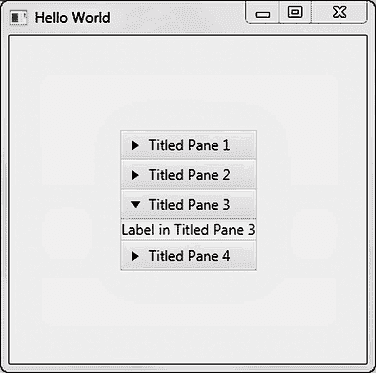 Hello World
Titled Pane 1
Titled Pane 2
Titled Pane 3
Label in Titled Pane 3
Titled Pane 4